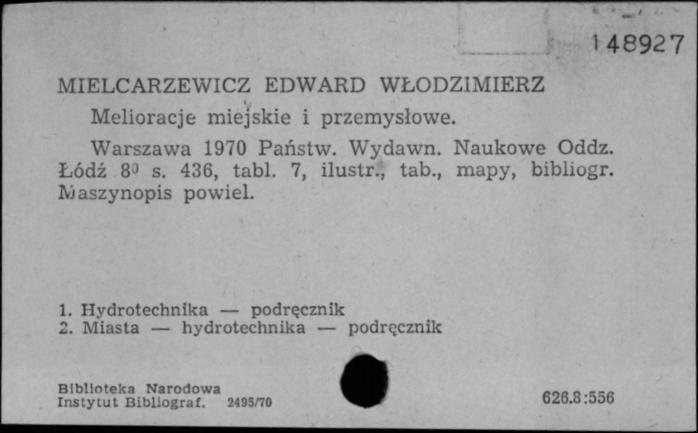 148927
MIELCARZEWICZ EDWARD WŁODZIMIERZ
Melioracje miejskie i przemysłowe.
Warszawa 1970 Państw. Wydawn. Naukowe Oddz.
Łódź 8⁰ s. 436, tabl. 7, ilustr., tab., mapy, bibliogr.
Maszynopis powiel.
1. Hydrotechnika — podręcznik
2. Miasta — hydrotechnika — podręcznik
Biblioteka Narodowa
Instytut Bibliograf. 2495/70
626.8:556